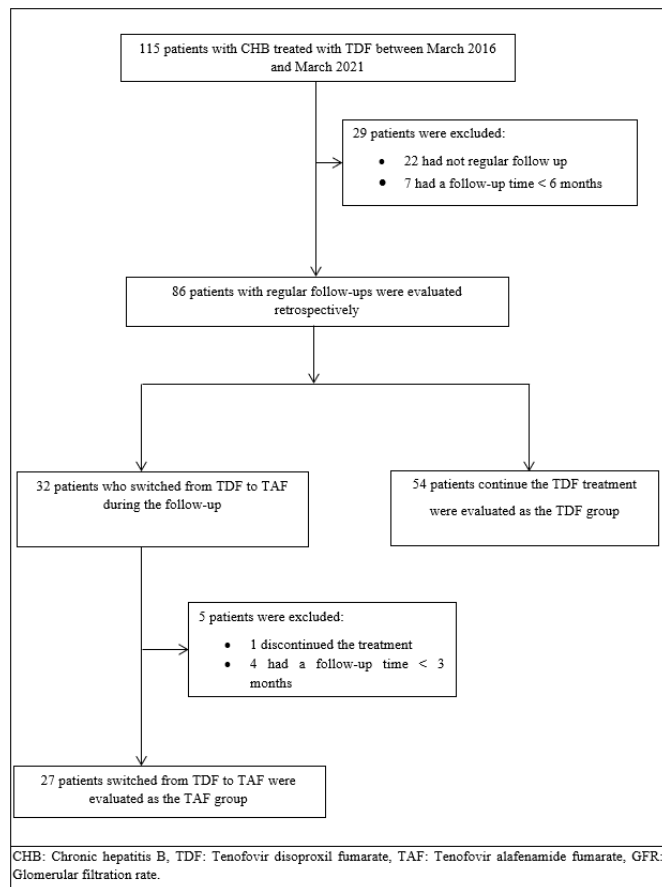 115 patients with CHB treated with TDF between March 2016
and March 2021
29 patients were excluded:
• 22 had not regular follow up
• 7 had a follow-up time < 6 months
86 patients with regular follow-ups were evaluated
retrospectively
32 patients who switched from TDF to TAF
during the follow-up
54 patients continue the TDF treatment
were evaluated as the TDF group
5 patients were excluded:
• 1 discontinued the treatment
• 4 had a follow-up time < 3
months
27 patients switched from TDF to TAF were
evaluated as the TAF group
CHB: Chronic hepatitis B, TDF: Tenofovir disoproxil fumarate, TAF: Tenofovir alafenamide fumarate, GFR:
Glomerular filtration rate.